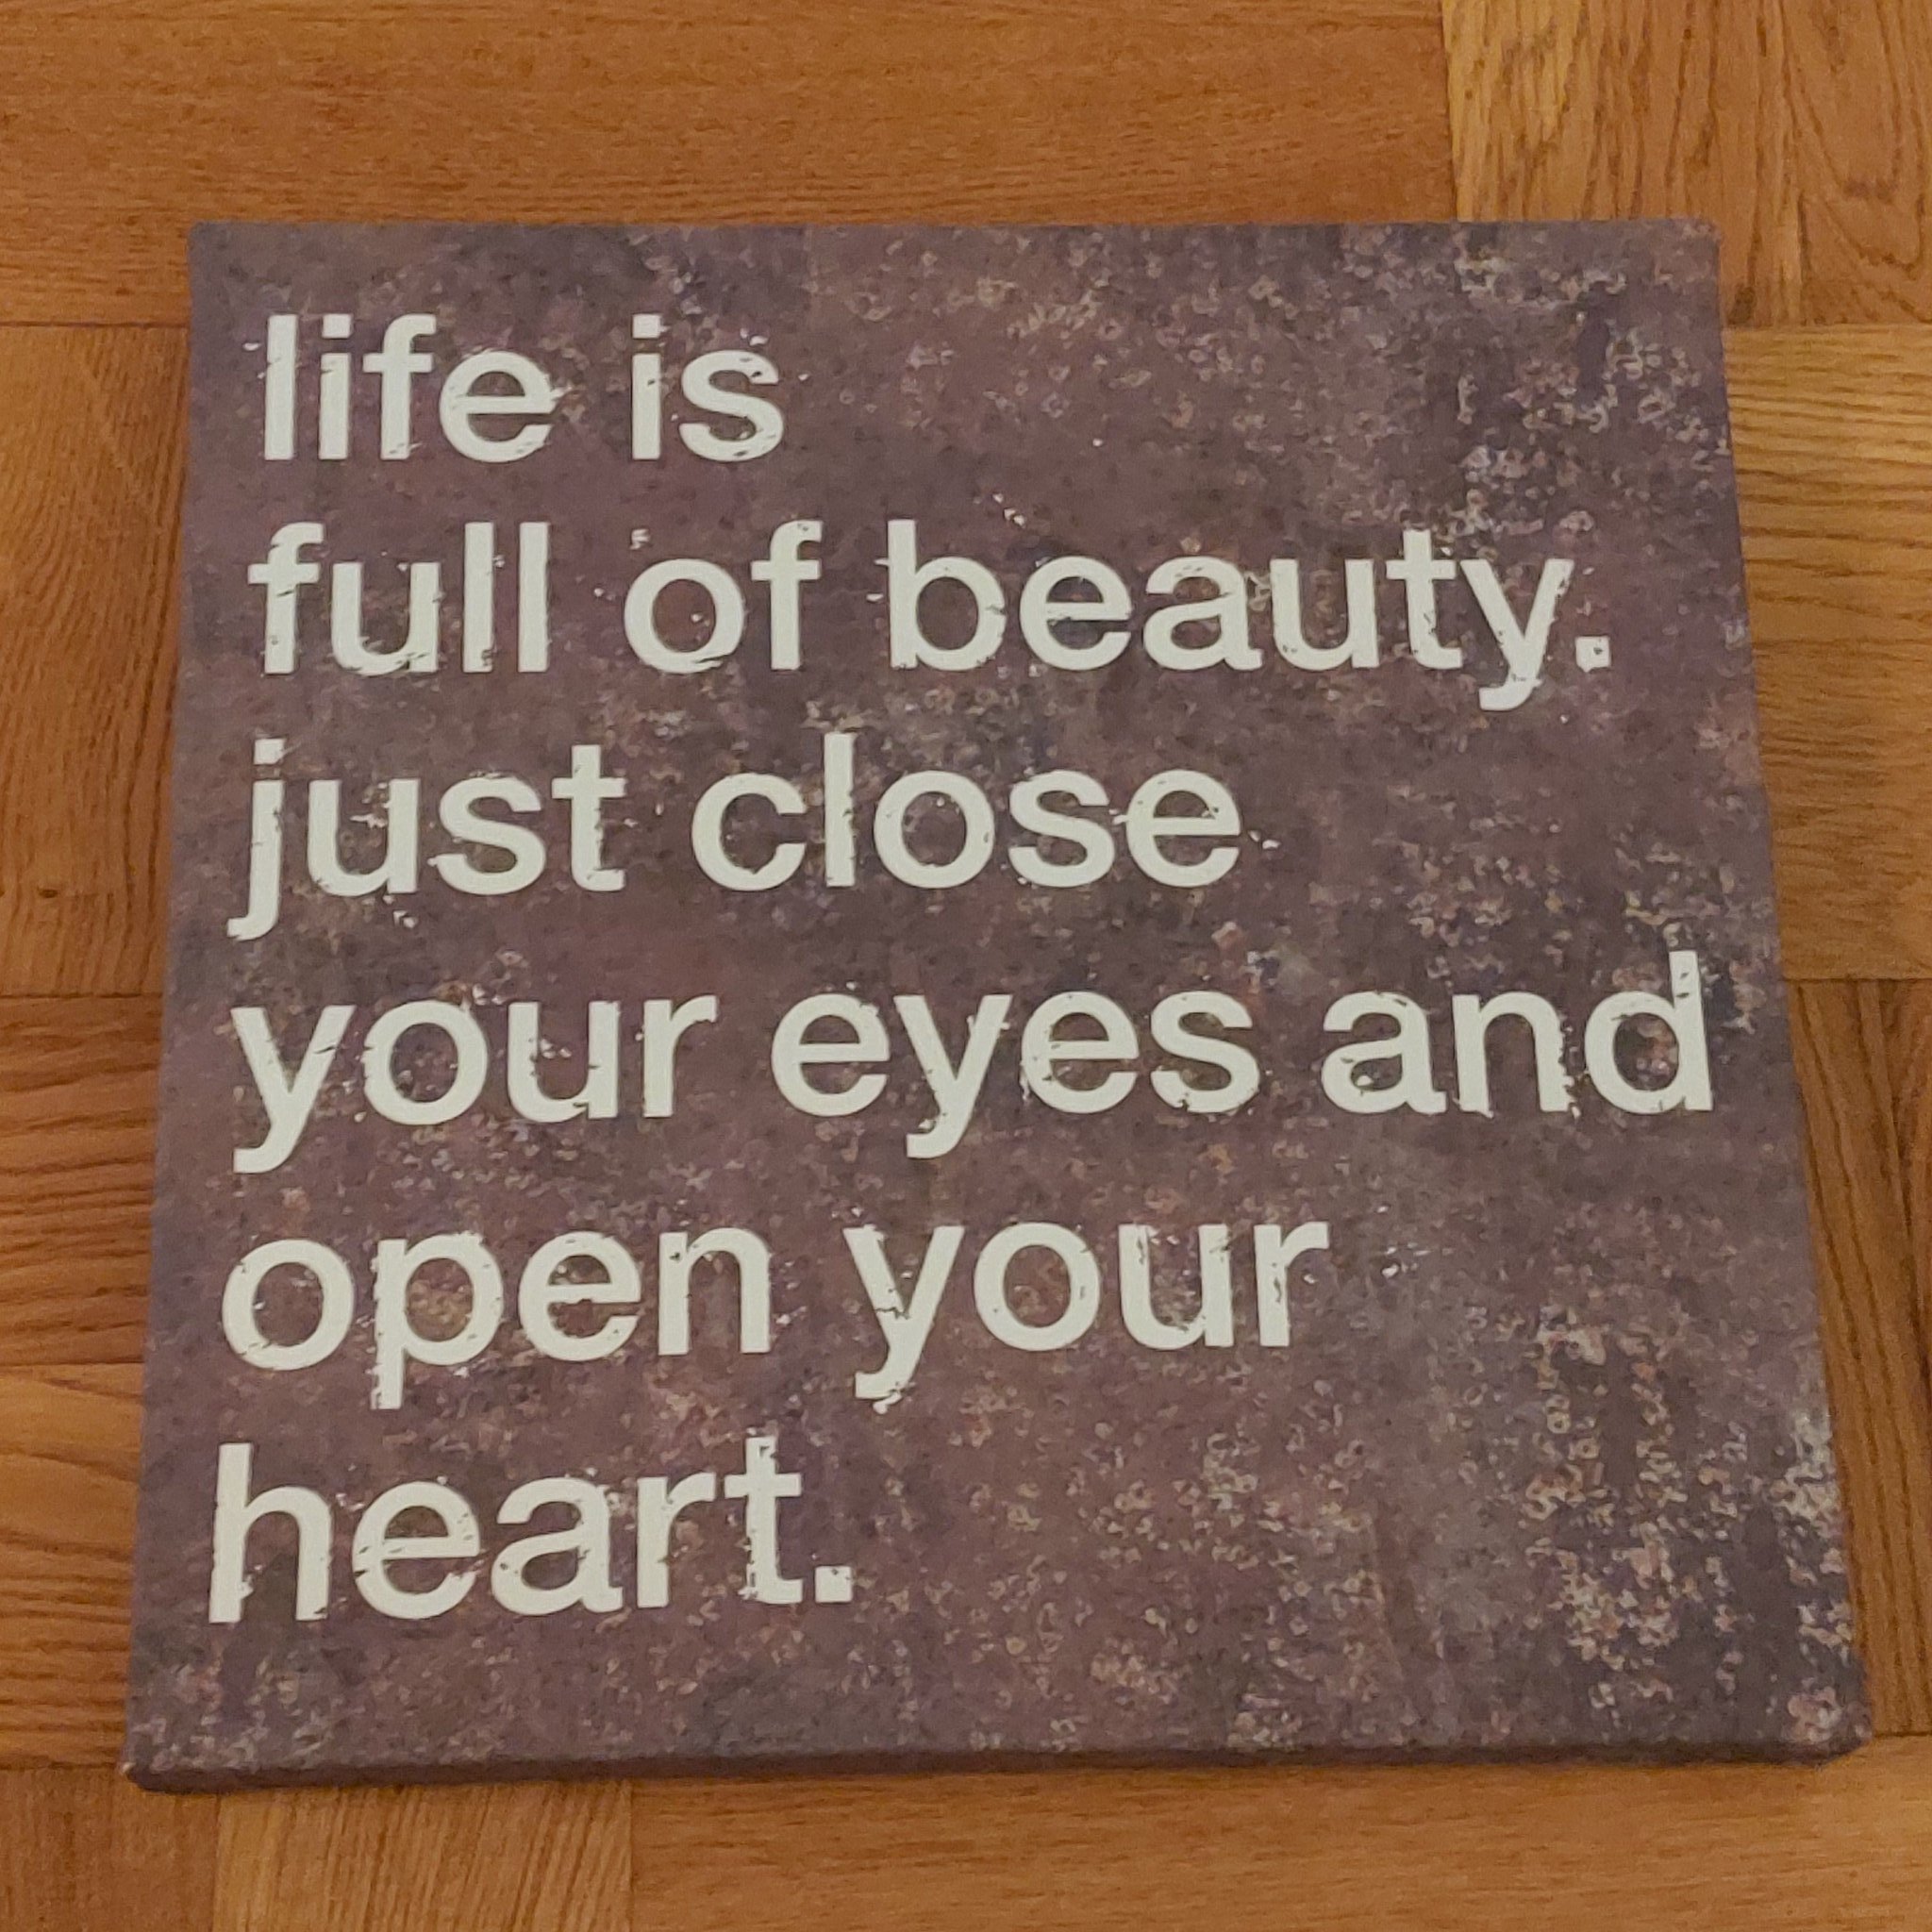 life is
full of beauty.
just close
your eyes and
open your
heart.